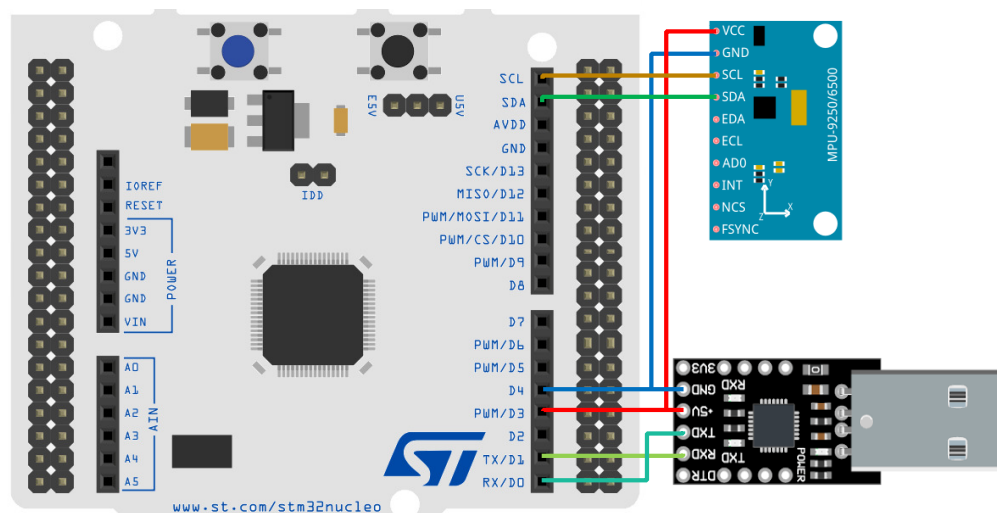 E5V
U5V
IDD
IOREF
RESET
3V3
5V
GND
GND
VIN
POWER
A0
A1
A2
A3
A4
A5
AIN
SCL
SDA
AVDD
GND
SCK/D13
MISO/D12
PWM/MOSI/D11
PWM/CS/D10
PWM/D9
D8
D7
PWM/D6
PWM/D5
D4
PWM/D3
D2
TX/D1
RX/D0
ST
www.st.com/stm32nucleo
VCC
GND
SCL
SDA
EDA
ECL
AD0
INT
NCS
FSYNC
MPU-9250/6500
Y
Z
X
3V3
GND
+5V
TXD
RXD
DTR
RXD
TXD
POWER
0